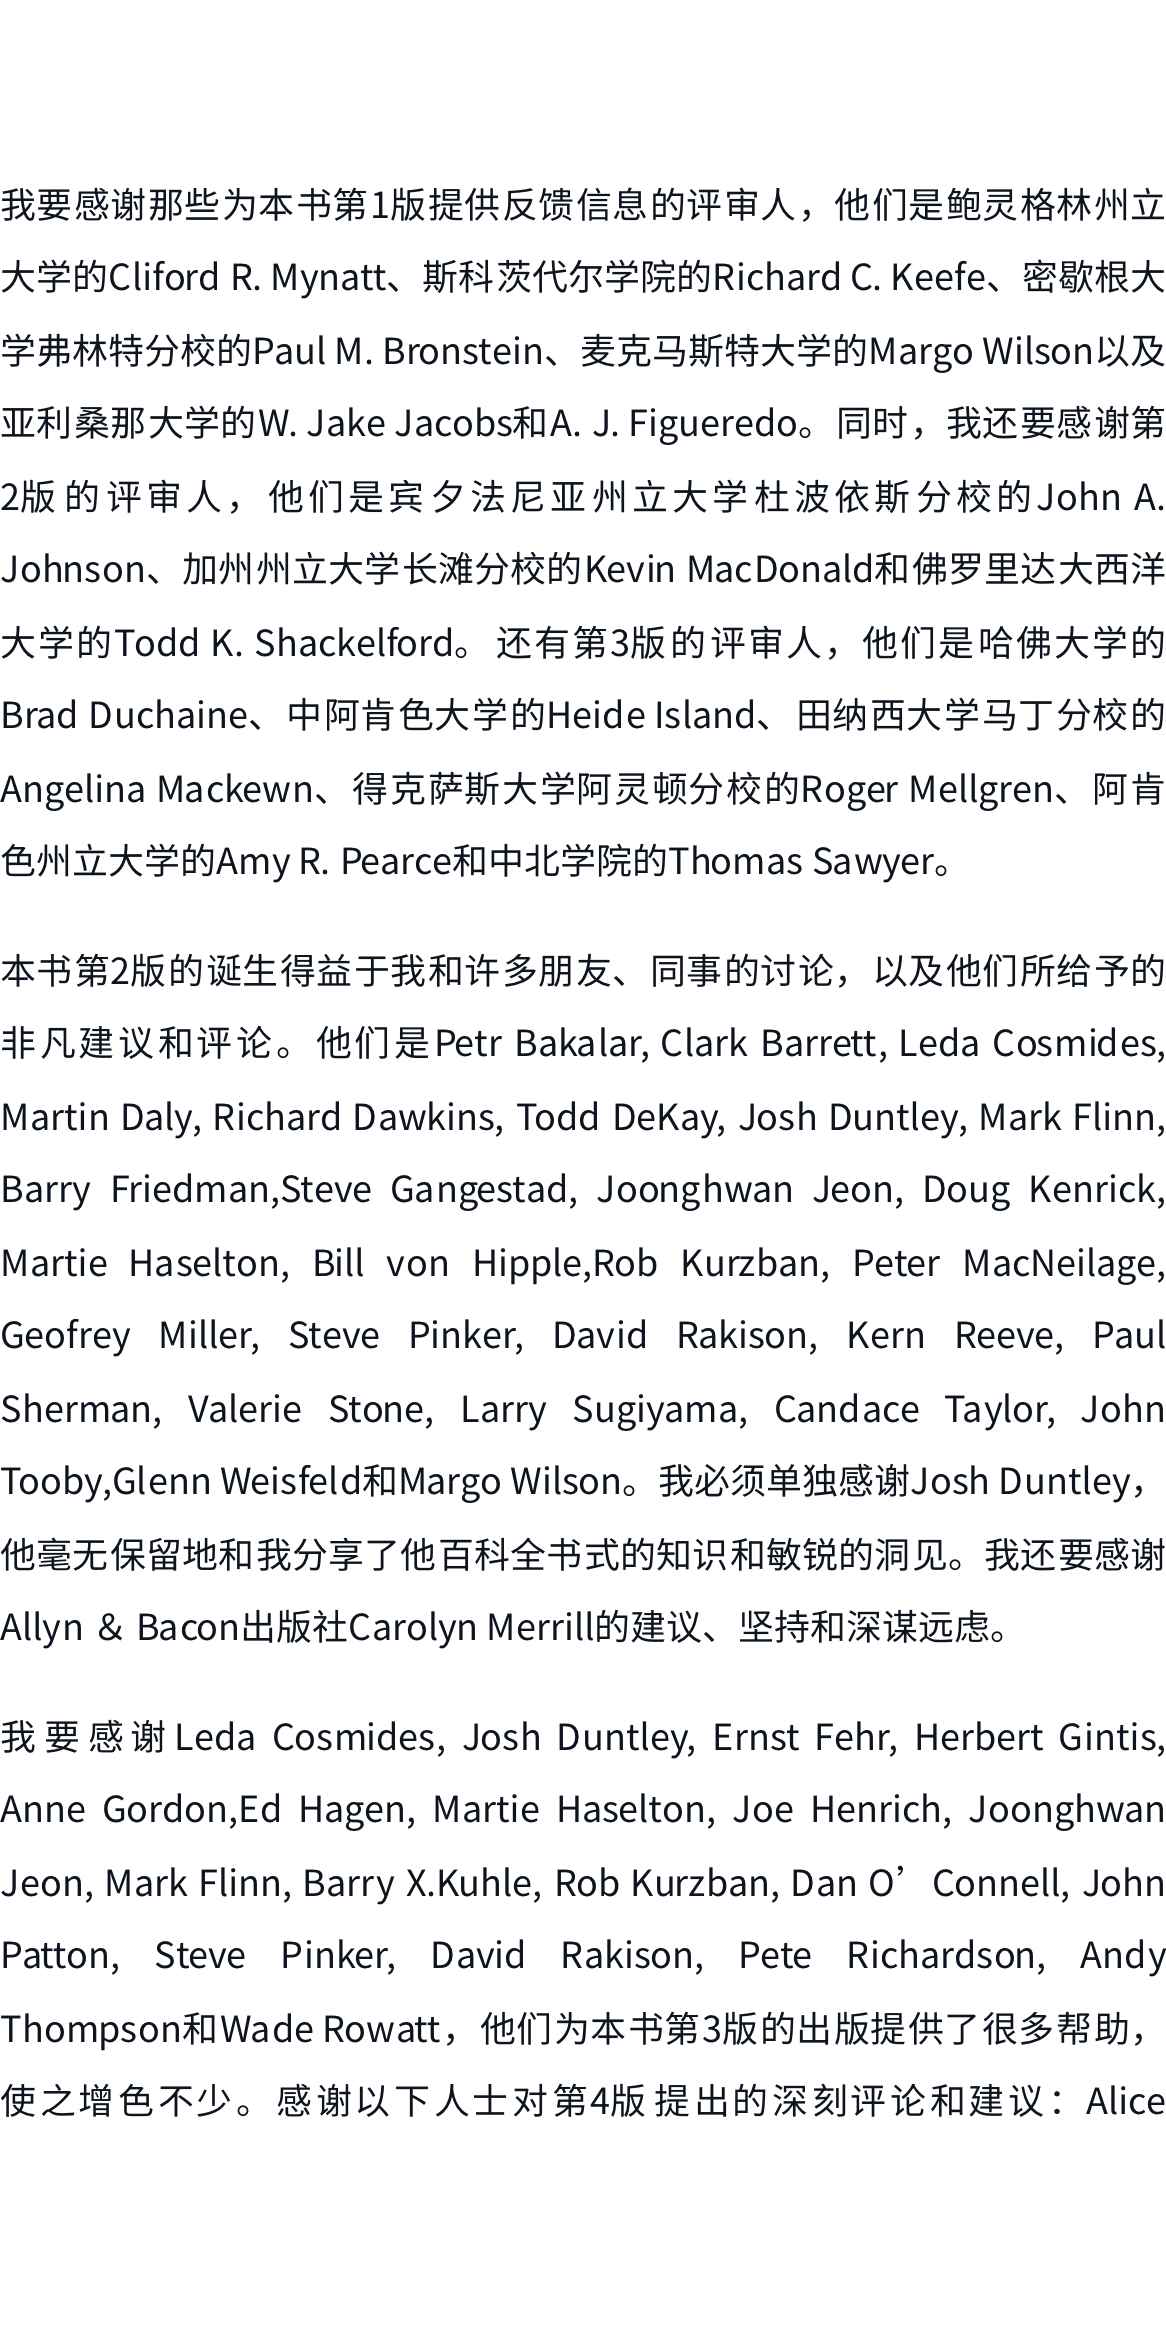 我要感谢那些为本书第1版提供反馈信息的评审人，他们是鲍灵格林州立
大学的Cliford R. Mynatt、斯科茨代尔学院的Richard C. Keefe、密歇根大
学弗林特分校的Paul M. Bronstein、麦克马斯特大学的Margo Wilson以及
亚利桑那大学的W. Jake Jacobs和A. J. Figueredo。同时，我还要感谢第
2版的评审人，他们是宾夕法尼亚州立大学杜波依斯分校的John A.
Johnson、加州州立大学长滩分校的Kevin MacDonald和佛罗里达大西洋
大学的Todd K. Shackelford。还有第3版的评审人，他们是哈佛大学的
Brad Duchaine、中阿肯色大学的Heide Island、田纳西大学马丁分校的
Angelina Mackewn、得克萨斯大学阿灵顿分校的Roger Mellgren、阿肯
色州立大学的Amy R. Pearce和中北学院的Thomas Sawyer。
本书第2版的诞生得益于我和许多朋友、同事的讨论，以及他们所给予的
非凡建议和评论。他们是Petr Bakalar, Clark Barrett, Leda Cosmides,
Martin Daly, Richard Dawkins, Todd DeKay, Josh Duntley, Mark Flinn,
Barry Friedman,Steve Gangestad, Joonghwan Jeon, Doug Kenrick,
Martie Haselton, Bill von Hipple,Rob Kurzban, Peter MacNeilage,
Geofrey Miller, Steve Pinker, David Rakison, Kern Reeve, Paul
Sherman, Valerie Stone, Larry Sugiyama, Candace Taylor, John
Tooby,Glenn Weisfeld和Margo Wilson。我必须单独感谢Josh Duntley，
他毫无保留地和我分享了他百科全书式的知识和敏锐的洞见。我还要感谢
Allyn ＆ Bacon出版社Carolyn Merrill的建议、坚持和深谋远虑。
我要感谢Leda Cosmides, Josh Duntley, Ernst Fehr, Herbert Gintis,
Anne Gordon,Ed Hagen, Martie Haselton, Joe Henrich, Joonghwan
Jeon, Mark Flinn, Barry X.Kuhle, Rob Kurzban, Dan O’Connell, John
Patton, Steve Pinker, David Rakison, Pete Richardson, Andy
Thompson和Wade Rowatt，他们为本书第3版的出版提供了很多帮助，
使之增色不少。感谢以下人士对第4版提出的深刻评论和建议：Alice